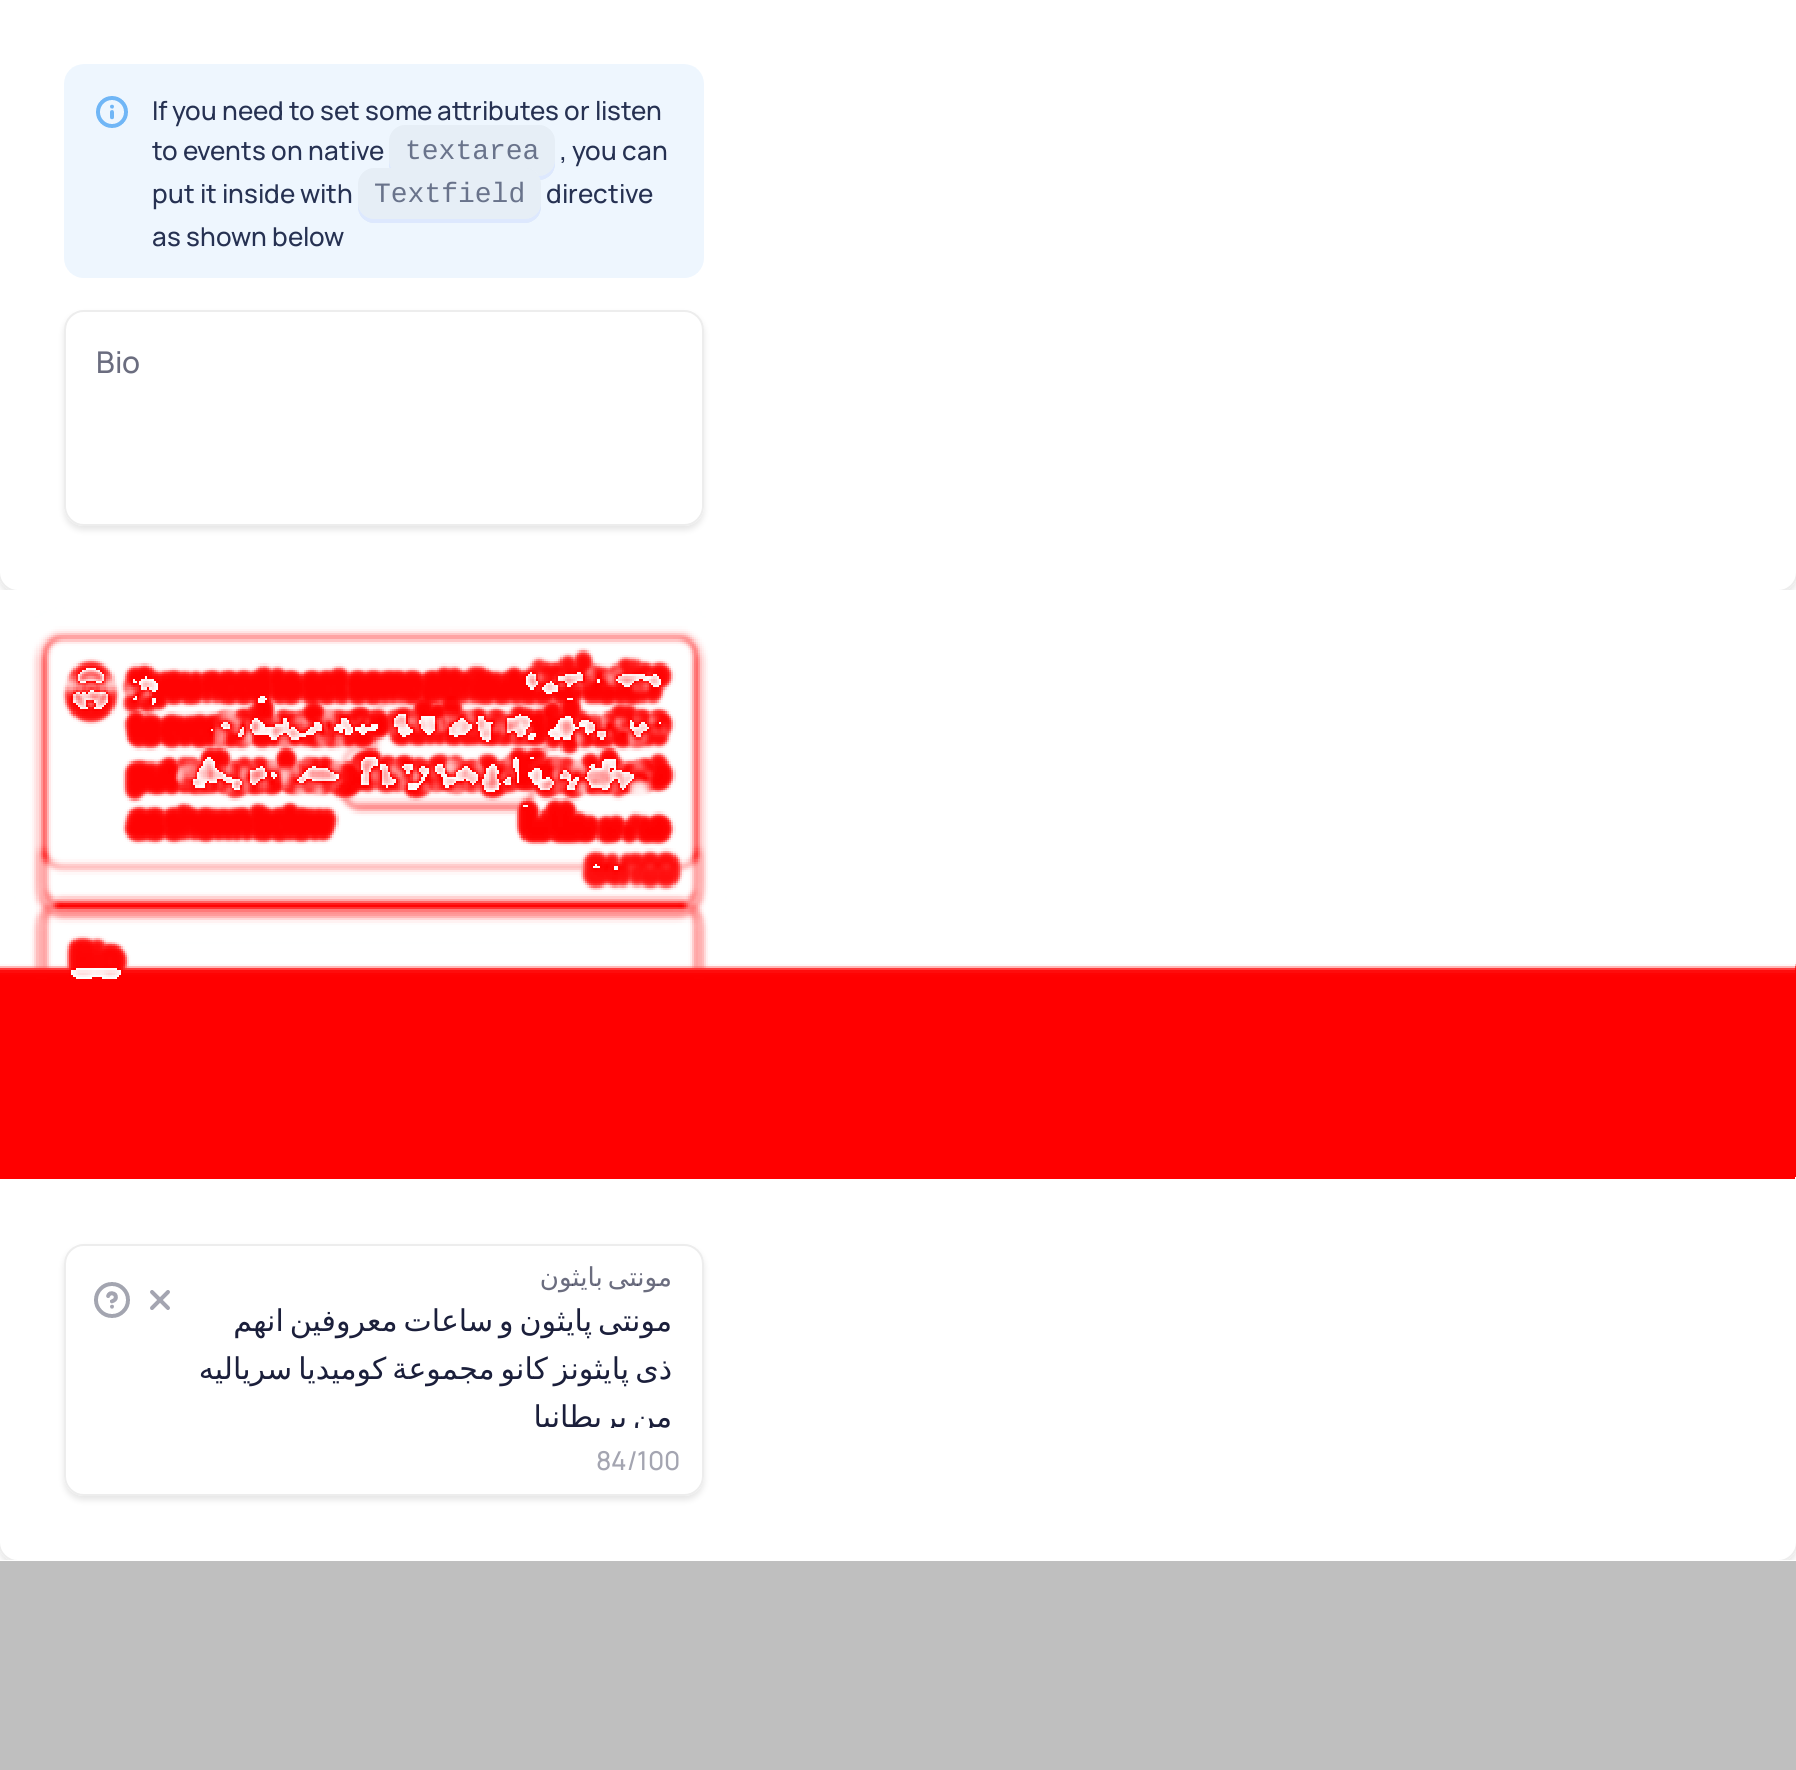 If you need to set some attributes or listen
to events on native textarea , you can
put it inside with Textfield directive
as shown below
Bio
مونتی بايثون
مونتى پايثون و ساعات معروفين انهم
ذى پايثونز كانو مجموعة كوميديا سرياليه
من بريطانيا
84/100